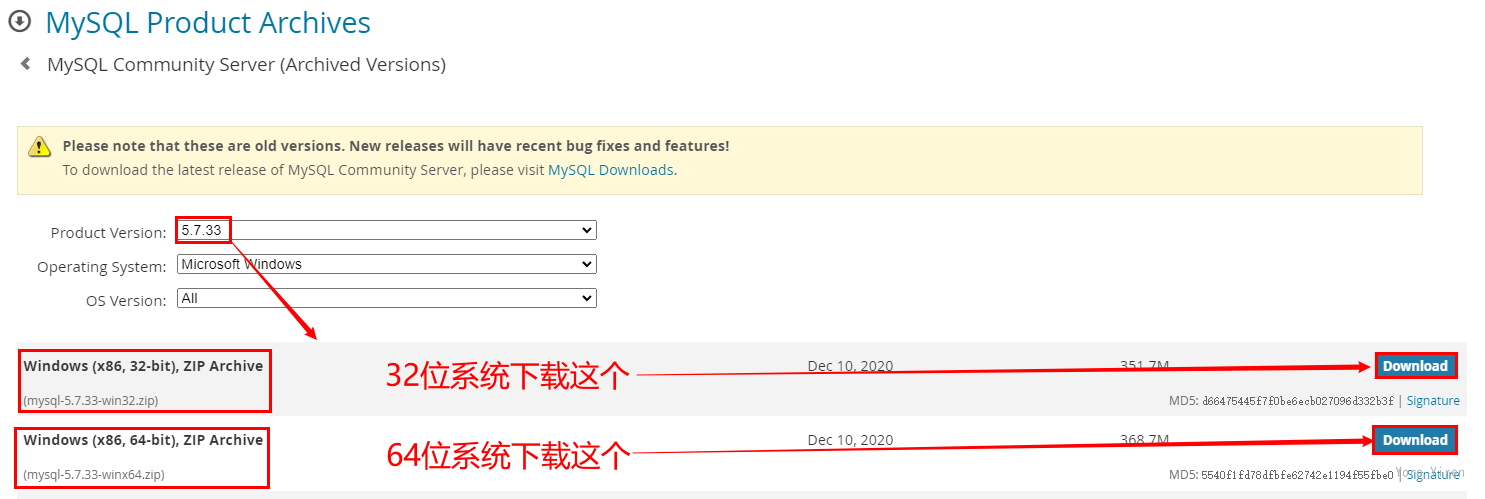 MySQL Product Archives
MySQL Community Server (Archived Versions)
Please note that these are old versions. New releases will have recent bug fixes and features!
To download the latest release of MySQL Community Server, please visit MySQL Downloads.
Product Version: 5.7.33
Operating System: Microsoft Windows
OS Version: All
Windows (x86, 32-bit), ZIP Archive 32位系统下载这个 Dec 10, 2020 351.7M Download
(mysql-5.7.33-win32.zip) MD5: d66475445f7f0be6ecb027096d332b3f | Signature
Windows (x86, 64-bit), ZIP Archive 64位系统下载这个 Dec 10, 2020 368.7M Download
(mysql-5.7.33-winx64.zip) MD5: 5540f1fd78dfbfe62742e1194f55fbe0 | Signature